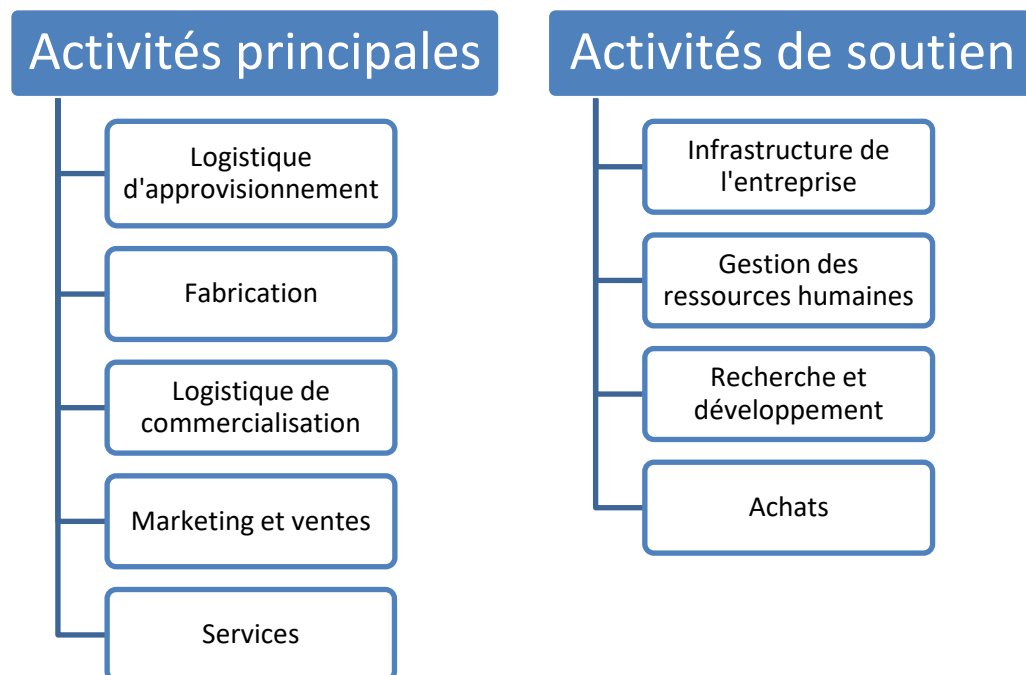 Activités principales
Logistique
d'approvisionnement
Fabrication
Logistique de
commercialisation
Marketing et ventes
Services
Activités de soutien
Infrastructure de
l'entreprise
Gestion des
ressources humaines
Recherche et
développement
Achats